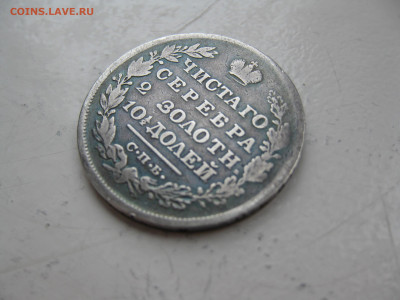 COINS.LAVE.RU
ЧИСТАГО
СЕРЕБРА
2 ЗОЛОТН.
10½ ДОЛЕЙ
С.П.Б.